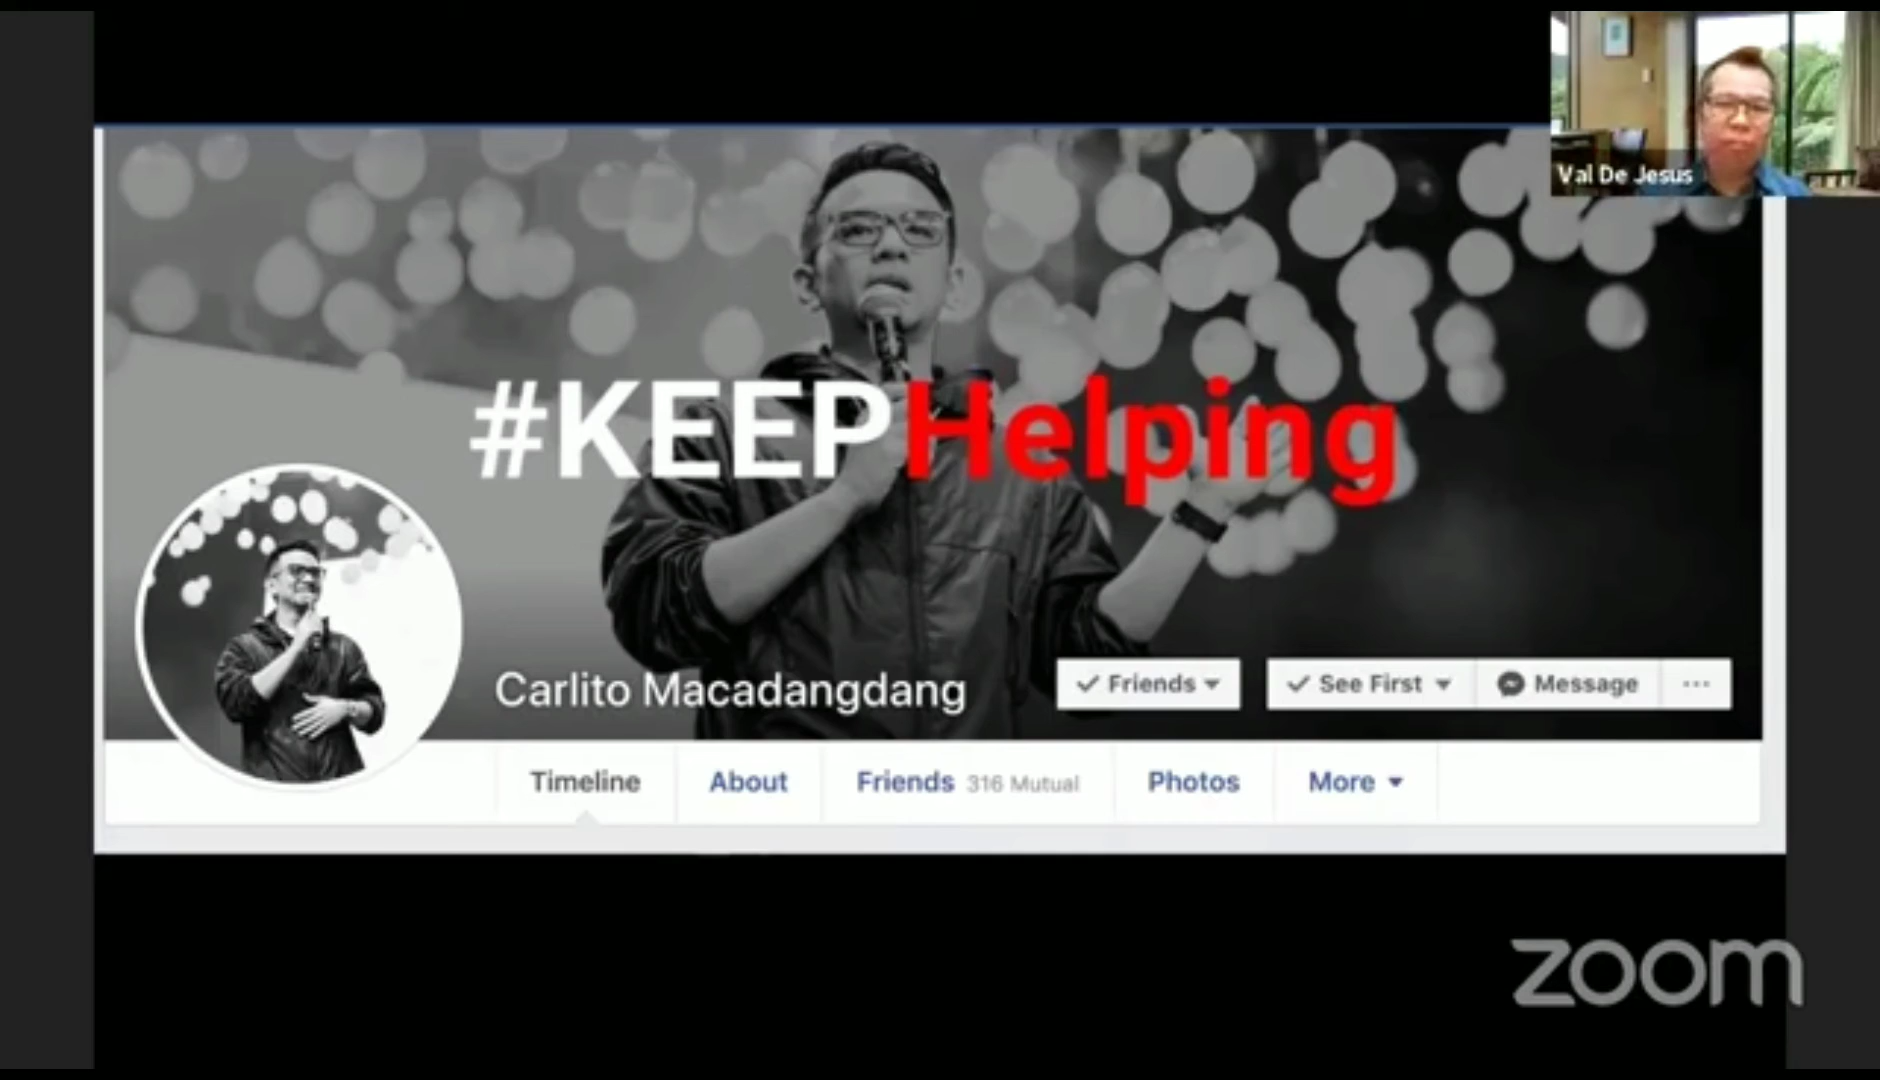 Val De Jesus
#KEEPHelping
Carlito Macadangdang
Friends
See First
Message
Timeline
About
Friends 316 Mutual
Photos
More
zoom